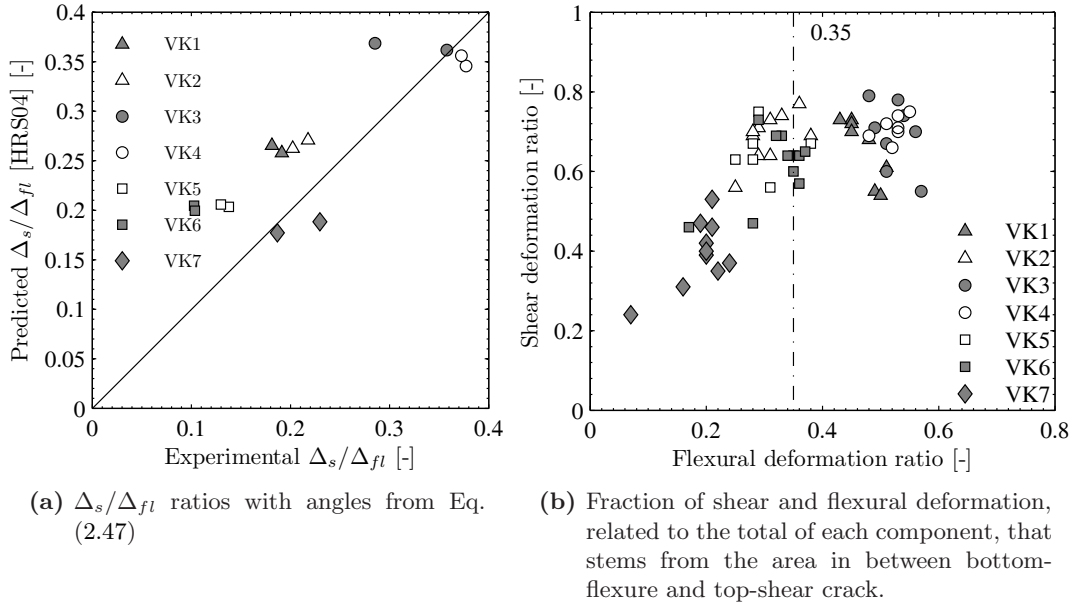 0.4
0.35
0.3
0.25
0.2
0.15
0.1
0.05
0
0
0.1
0.2
0.3
0.4
Predicted Δs/Δfl [HRS04] [-]
Experimental Δs/Δfl [-]
VK1
VK2
VK3
VK4
VK5
VK6
VK7
(a) Δs/Δfl ratios with angles from Eq.
(2.47)
1
0.8
0.6
0.4
0.2
0
0
0.2
0.4
0.6
0.8
Shear deformation ratio [-]
Flexural deformation ratio [-]
0.35
VK1
VK2
VK3
VK4
VK5
VK6
VK7
(b) Fraction of shear and flexural deformation,
related to the total of each component, that
stems from the area in between bottom-
flexure and top-shear crack.